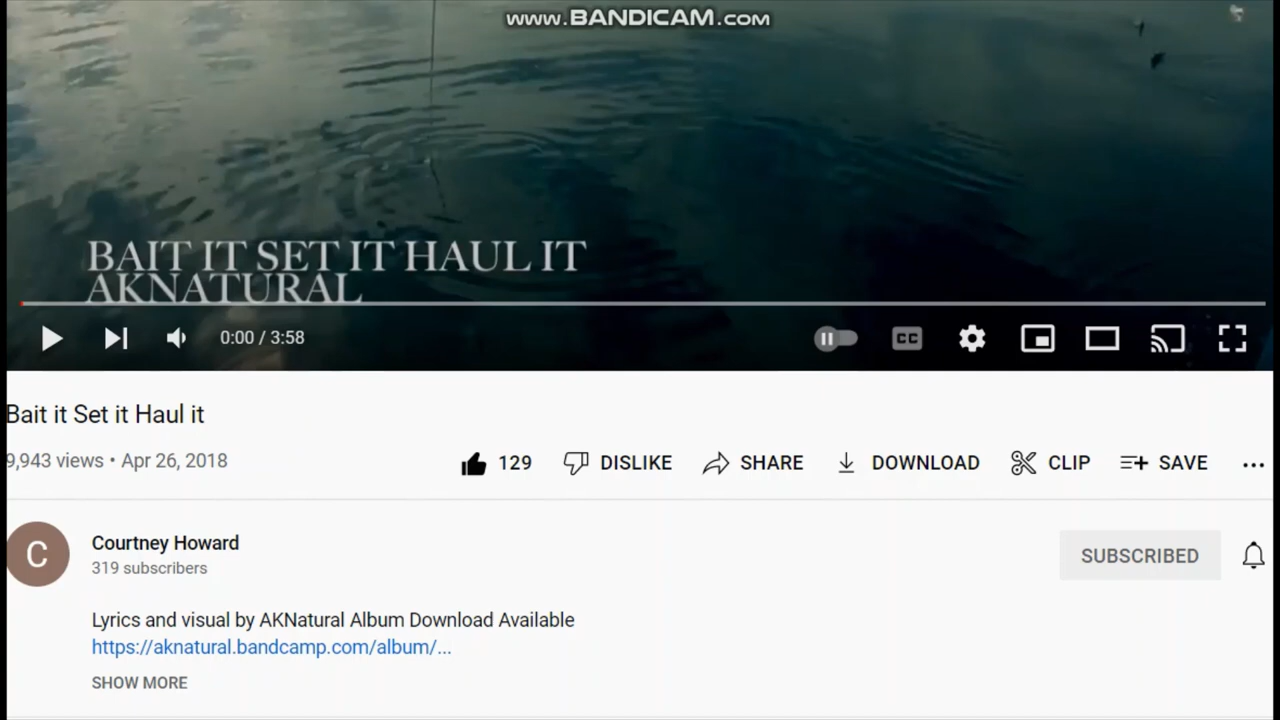 www.BANDICAM.com
BAIT IT SET IT HAUL IT
AKNATURAL
0:00 / 3:58
CC
Bait it Set it Haul it
9,943 views • Apr 26, 2018
129 DISLIKE SHARE DOWNLOAD CLIP SAVE ...
C
Courtney Howard
319 subscribers
SUBSCRIBED
Lyrics and visual by AKNatural Album Download Available
https://aknatural.bandcamp.com/album/...
SHOW MORE